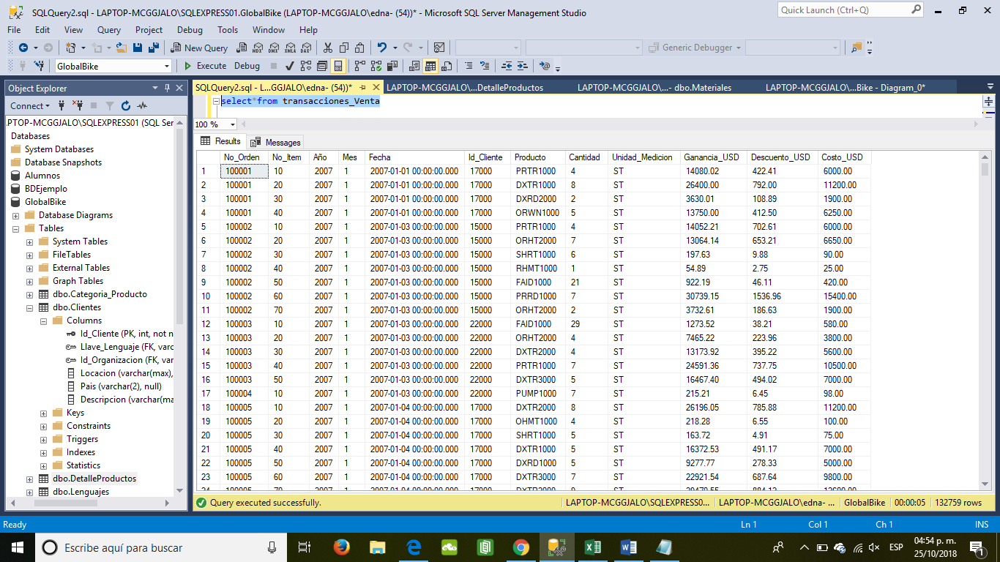 SQLQuery2.sql - LAPTOP-MCGGJALO\SQLEXPRESS01.GlobalBike (LAPTOP-MCGGJALO\edna- (54))* - Microsoft SQL Server Management Studio
Quick Launch (Ctrl+Q)
File Edit View Query Project Debug Tools Window Help
New Query MDX DMX XMLA DAX Generic Debugger
GlobalBike Execute Debug
Object Explorer
Connect
.PTOP-MCGGJALO\SQLEXPRESS01 (SQL Ser
Databases
System Databases
Database Snapshots
Alumnos
BDEjemplo
GlobalBike
Database Diagrams
Tables
System Tables
FileTables
External Tables
Graph Tables
dbo.Categoria_Producto
dbo.Clientes
Columns
Id_Cliente (PK, int, not n
Llave_Lenguaje (FK, varc
Id_Organizacion (FK, var
Locacion (varchar(max),
Pais (varchar(2), null)
Descripcion (varchar(ma
Keys
Constraints
Triggers
Indexes
Statistics
dbo.DetalleProductos
dbo.Lenguajes
SQLQuery2.sql - L...GGJALO\edna- (54))* LAPTOP-MCGGJALO\...DetalleProductos LAPTOP-MCGGJALO\...- dbo.Materiales LAPTOP-MCGGJALO\...Bike - Diagram_0*
select*from transacciones_Venta
100 %
Results Messages
No_Orden No_Item Año Mes Fecha Id_Cliente Producto Cantidad Unidad_Medicion Ganancia_USD Descuento_USD Costo_USD
1 100001 10 2007 1 2007-01-01 00:00:00.000 17000 PRTR1000 4 ST 14080.02 422.41 6000.00
2 100001 20 2007 1 2007-01-01 00:00:00.000 17000 DXTR1000 8 ST 26400.00 792.00 11200.00
3 100001 30 2007 1 2007-01-01 00:00:00.000 17000 DXRD2000 2 ST 3630.01 108.89 1900.00
4 100001 40 2007 1 2007-01-01 00:00:00.000 17000 ORWN1000 5 ST 13750.00 412.50 6250.00
5 100002 10 2007 1 2007-01-03 00:00:00.000 15000 PRTR1000 4 ST 14052.21 702.61 6000.00
6 100002 20 2007 1 2007-01-03 00:00:00.000 15000 ORHT2000 7 ST 13064.14 653.21 6650.00
7 100002 30 2007 1 2007-01-03 00:00:00.000 15000 SHRT1000 6 ST 197.63 9.88 90.00
8 100002 40 2007 1 2007-01-03 00:00:00.000 15000 RHMT1000 1 ST 54.89 2.75 25.00
9 100002 50 2007 1 2007-01-03 00:00:00.000 15000 FAID1000 21 ST 922.19 46.11 420.00
10 100002 60 2007 1 2007-01-03 00:00:00.000 15000 PRRD1000 7 ST 30739.15 1536.96 15400.00
11 100002 70 2007 1 2007-01-03 00:00:00.000 15000 ORHT2000 2 ST 3732.61 186.63 1900.00
12 100003 10 2007 1 2007-01-03 00:00:00.000 22000 FAID1000 29 ST 1273.52 38.21 580.00
13 100003 20 2007 1 2007-01-03 00:00:00.000 22000 ORHT2000 4 ST 7465.22 223.96 3800.00
14 100003 30 2007 1 2007-01-03 00:00:00.000 22000 DXTR2000 4 ST 13173.92 395.22 5600.00
15 100003 40 2007 1 2007-01-03 00:00:00.000 22000 PRTR1000 7 ST 24591.36 737.75 10500.00
16 100003 50 2007 1 2007-01-03 00:00:00.000 22000 DXTR3000 5 ST 16467.40 494.02 7000.00
17 100004 10 2007 1 2007-01-03 00:00:00.000 22000 PUMP1000 7 ST 215.21 6.45 98.00
18 100005 10 2007 1 2007-01-04 00:00:00.000 17000 DXTR2000 8 ST 26196.05 785.88 11200.00
19 100005 20 2007 1 2007-01-04 00:00:00.000 17000 OHMT1000 4 ST 218.28 6.55 100.00
20 100005 30 2007 1 2007-01-04 00:00:00.000 17000 SHRT1000 5 ST 163.72 4.91 75.00
21 100005 40 2007 1 2007-01-04 00:00:00.000 17000 DXTR1000 5 ST 16372.53 491.17 7000.00
22 100005 50 2007 1 2007-01-04 00:00:00.000 17000 DXRD1000 5 ST 9277.77 278.33 5000.00
23 100005 60 2007 1 2007-01-04 00:00:00.000 17000 DXTR3000 7 ST 22921.54 687.64 9800.00
Query executed successfully. LAPTOP-MCGGJALO\SQLEXPRESS0... LAPTOP-MCGGJALO\edna- ... GlobalBike 00:00:05 132759 rows
Ready Ln 1 Col 1 Ch 1 INS
Escribe aquí para buscar
ESP
04:54 p. m.
25/10/2018
1